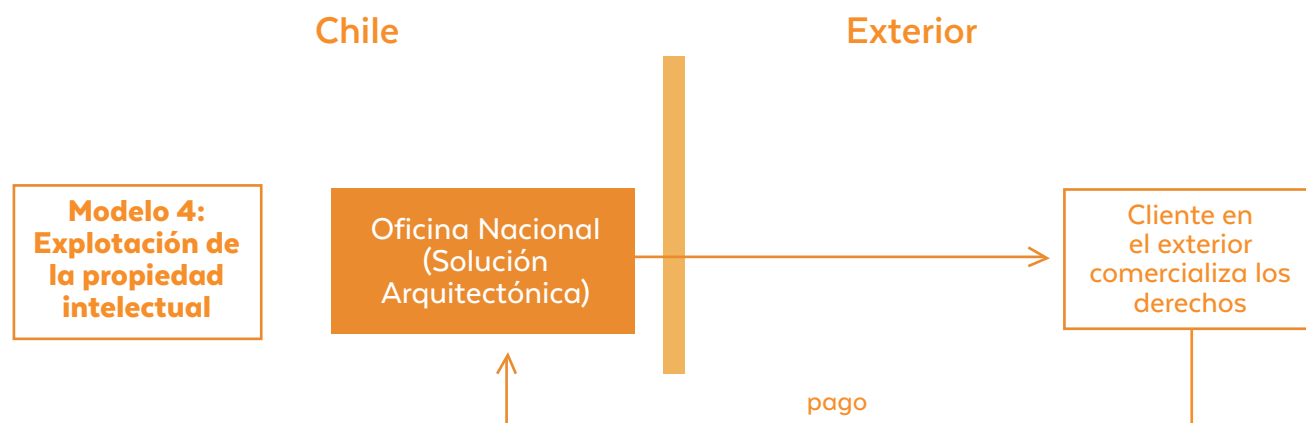 Chile
Exterior
Modelo 4:
Explotación de
la propiedad
intelectual
Oficina Nacional
(Solución
Arquitectónica)
Cliente en
el exterior
comercializa los
derechos
pago